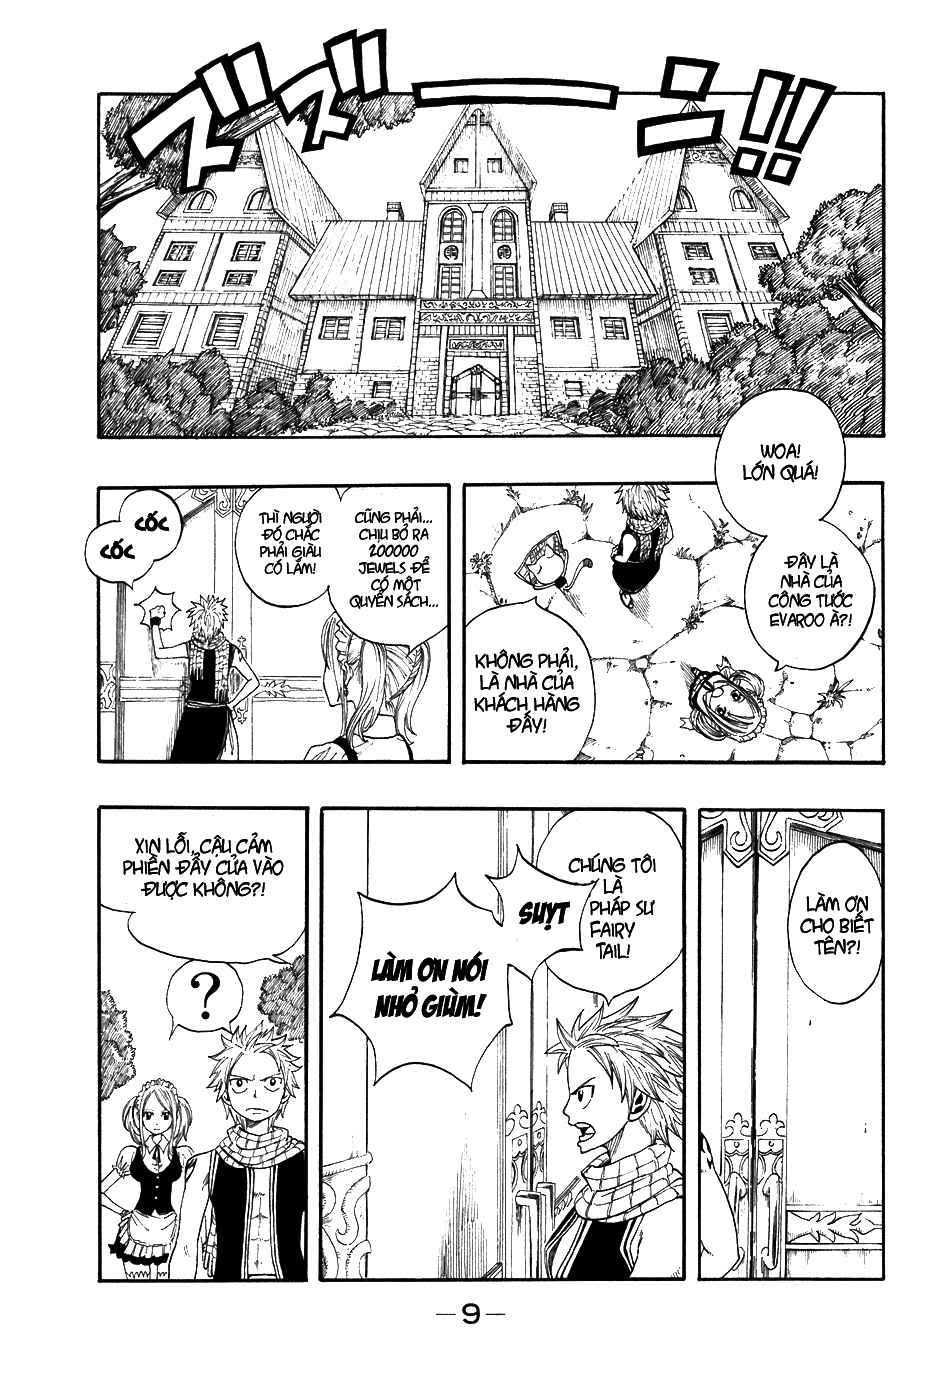 ズズーン!!
WOA!
LỚN QUÁ!
ĐÂY LÀ
NHÀ CỦA
CÔNG TƯỚC
EVAROO À?!
KHÔNG PHẢI,
LÀ NHÀ CỦA
KHÁCH HÀNG
ĐẤY!
CŨNG PHẢI...
CHỊU BỎ RA
200000
JEWELS ĐỂ
CÓ MỘT
QUYỂN SÁCH...
THÌ NGƯỜI
ĐÓ CHẮC
PHẢI GIÀU
CÓ LẮM!
CỐC
CỐC
LÀM ƠN
CHO BIẾT
TÊN?!
CHÚNG TÔI
LÀ
PHÁP SƯ
FAIRY
TAIL!
SUỴT
LÀM ƠN NÓI
NHỎ GIÙM!
XIN LỖI, CẬU CẢM
PHIỀN ĐẨY CỬA VÀO
ĐƯỢC KHÔNG?!
?
—9—